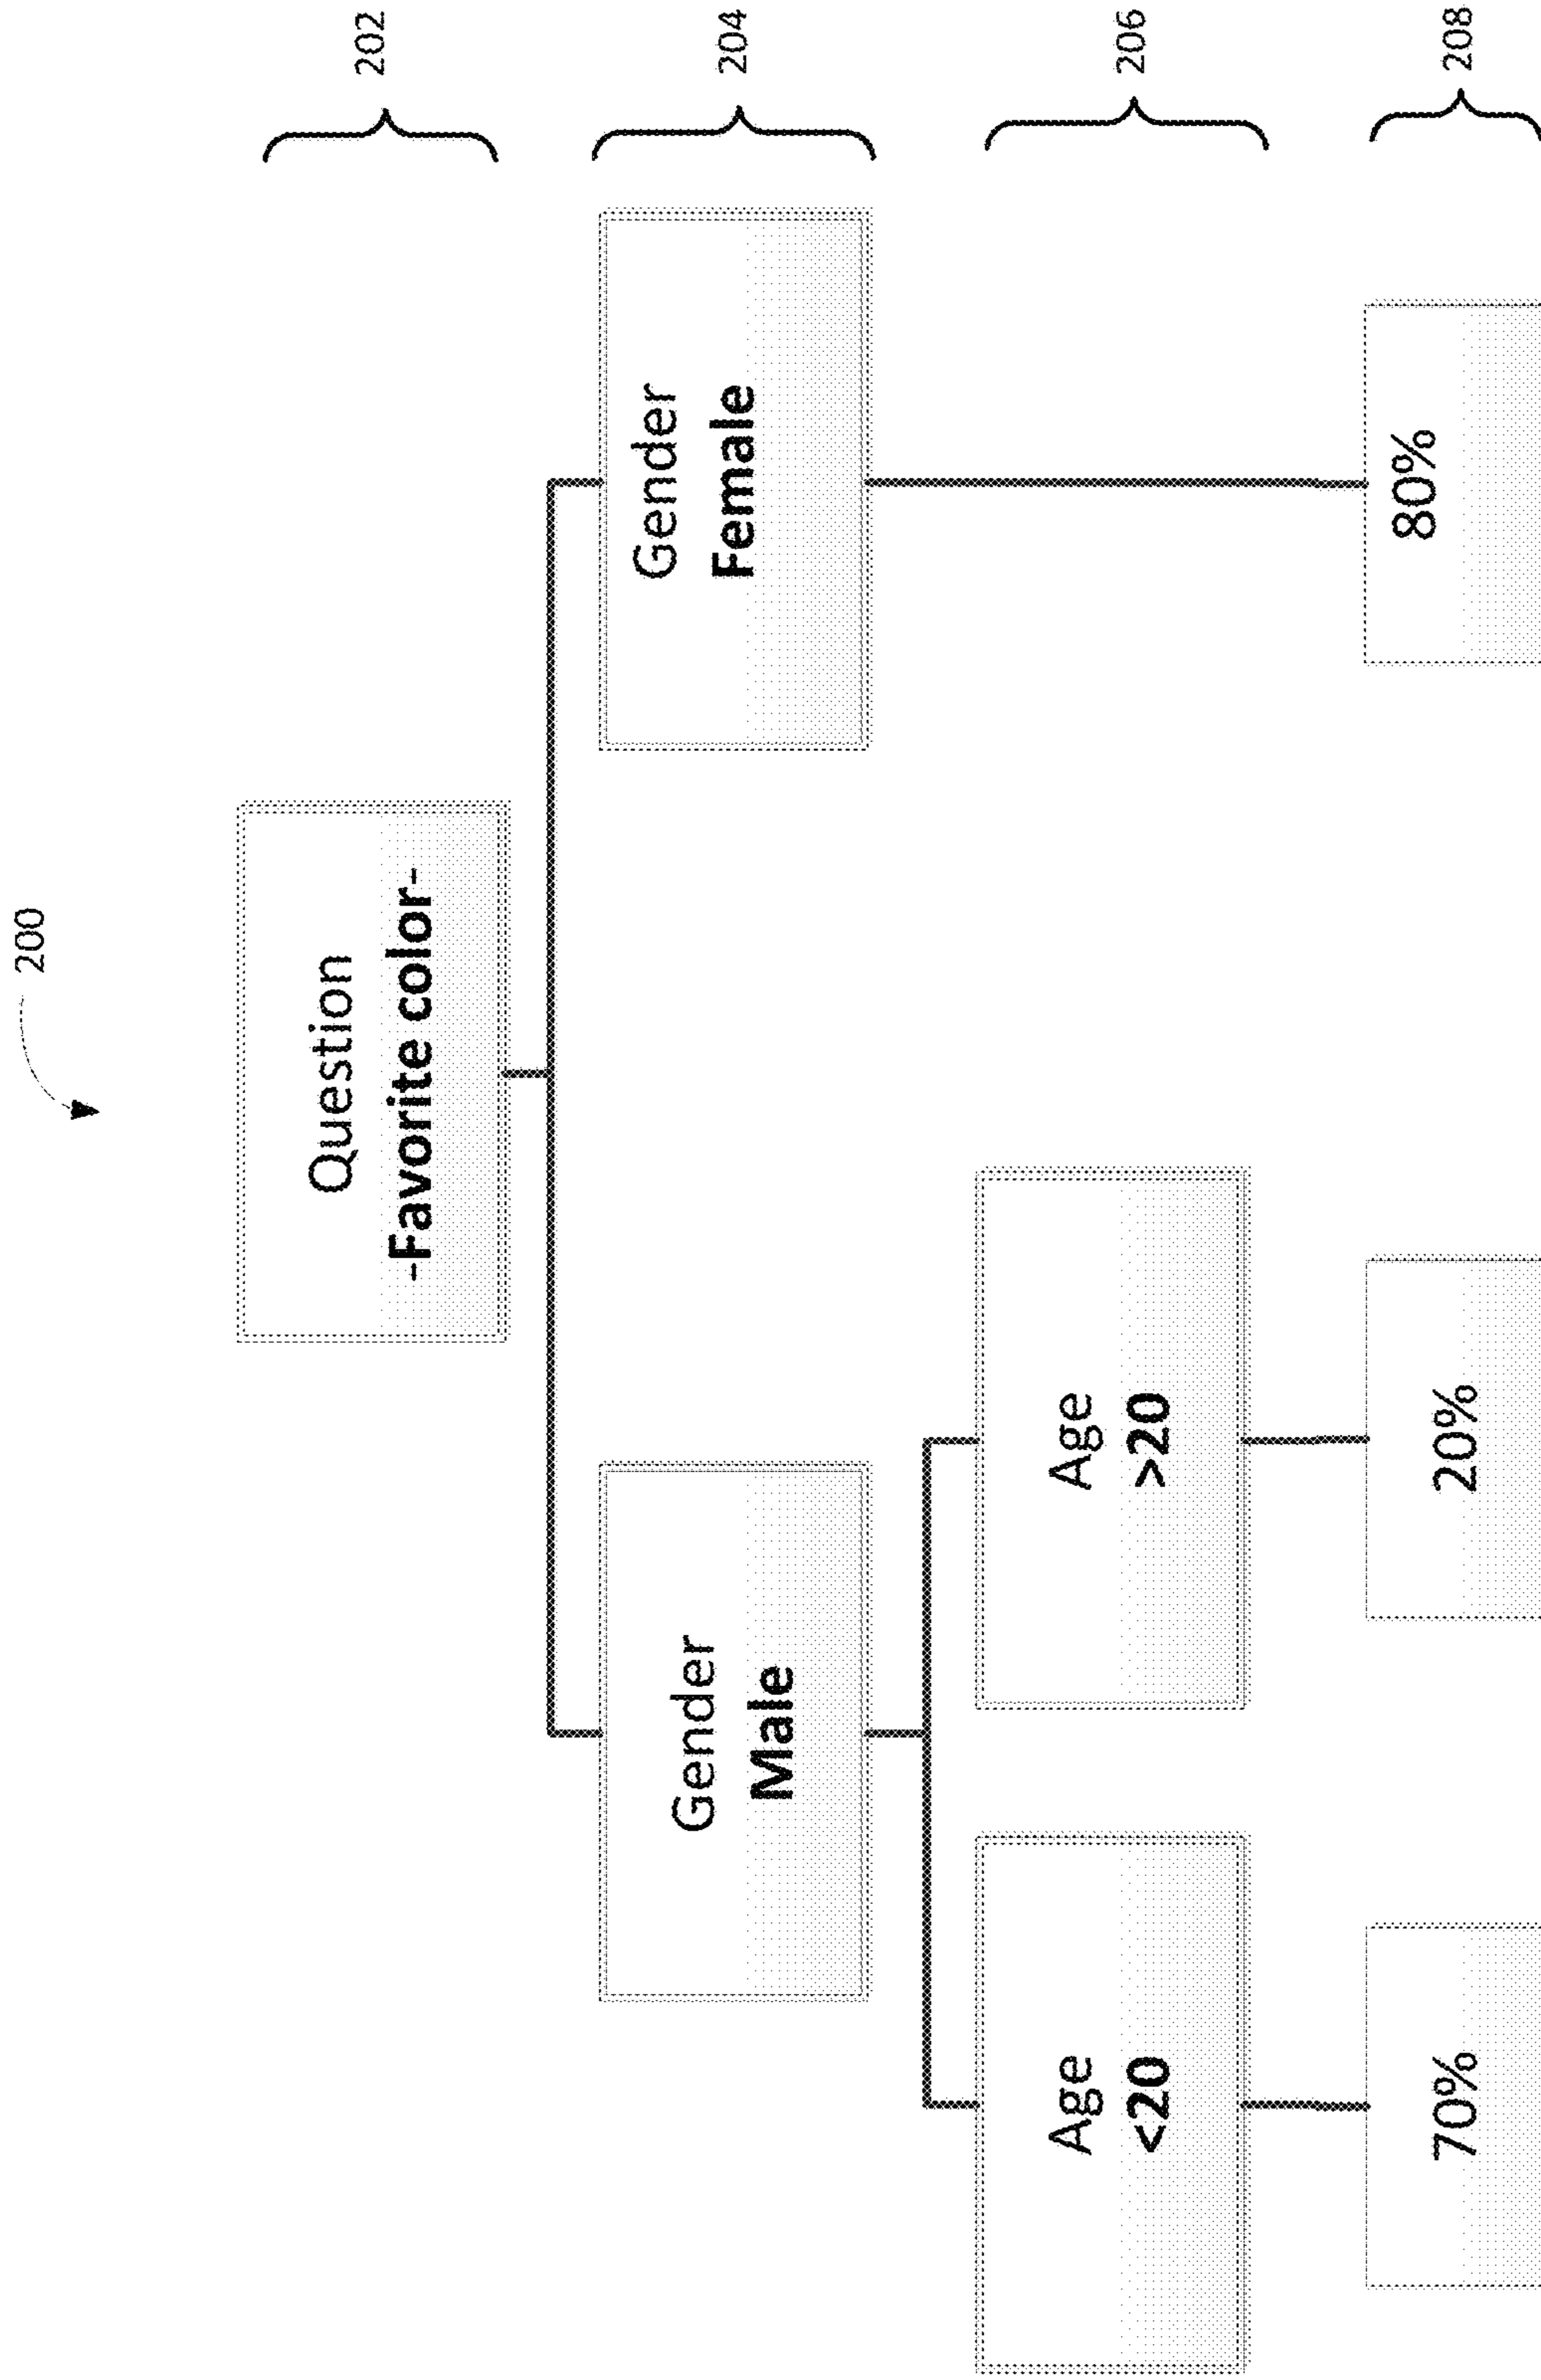 200
Question
-Favorite color-
202
Gender
Male
Gender
Female
204
Age
<20
Age
>20
206
70%
20%
80%
208